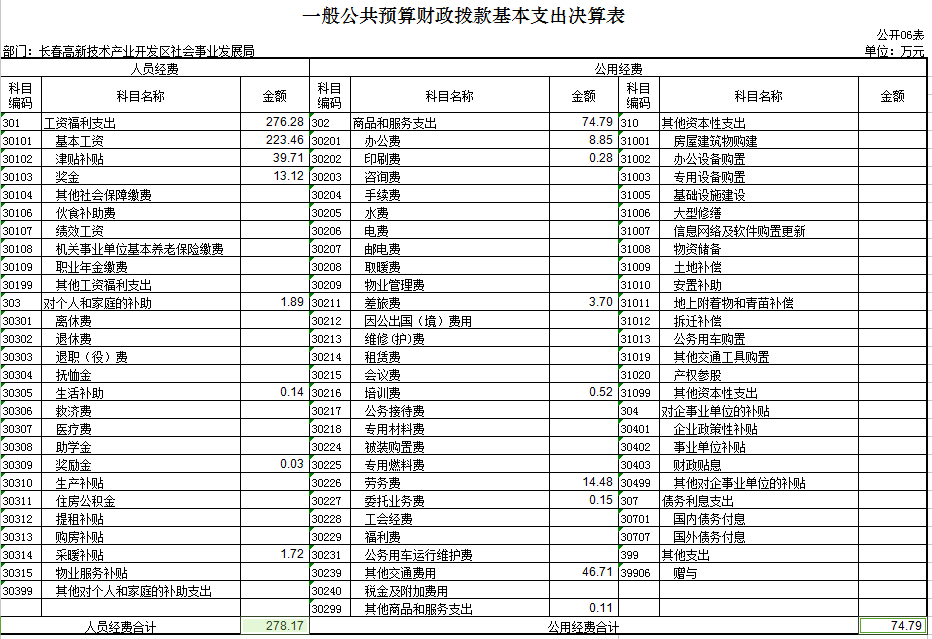 一般公共预算财政拨款基本支出决算表
公开06表
部门：长春高新技术产业开发区社会事业发展局 单位：万元
人员经费 公用经费
科目编码 科目名称 金额 科目编码 科目名称 金额 科目编码 科目名称 金额
301 工资福利支出 276.28 302 商品和服务支出 74.79 310 其他资本性支出
30101 基本工资 223.46 30201 办公费 8.85 31001 房屋建筑物购建
30102 津贴补贴 39.71 30202 印刷费 0.28 31002 办公设备购置
30103 奖金 13.12 30203 咨询费 31003 专用设备购置
30104 其他社会保障缴费 30204 手续费 31005 基础设施建设
30106 伙食补助费 30205 水费 31006 大型修缮
30107 绩效工资 30206 电费 31007 信息网络及软件购置更新
30108 机关事业单位基本养老保险缴费 30207 邮电费 31008 物资储备
30109 职业年金缴费 30208 取暖费 31009 土地补偿
30199 其他工资福利支出 30209 物业管理费 31010 安置补助
303 对个人和家庭的补助 1.89 30211 差旅费 3.70 31011 地上附着物和青苗补偿
30301 离休费 30212 因公出国（境）费用 31012 拆迁补偿
30302 退休费 30213 维修(护)费 31013 公务用车购置
30303 退职（役）费 30214 租赁费 31019 其他交通工具购置
30304 抚恤金 30215 会议费 31020 产权参股
30305 生活补助 0.14 30216 培训费 0.52 31099 其他资本性支出
30306 救济费 30217 公务接待费 304 对企事业单位的补贴
30307 医疗费 30218 专用材料费 30401 企业政策性补贴
30308 助学金 30224 被装购置费 30402 事业单位补贴
30309 奖励金 0.03 30225 专用燃料费 30403 财政贴息
30310 生产补贴 30226 劳务费 14.48 30499 其他对企事业单位的补贴
30311 住房公积金 30227 委托业务费 0.15 307 债务利息支出
30312 提租补贴 30228 工会经费 30701 国内债务付息
30313 购房补贴 30229 福利费 30707 国外债务付息
30314 采暖补贴 1.72 30231 公务用车运行维护费 399 其他支出
30315 物业服务补贴 30239 其他交通费用 46.71 39906 赠与
30399 其他对个人和家庭的补助支出 30240 税金及附加费用
30299 其他商品和服务支出 0.11
人员经费合计 278.17 公用经费合计 74.79